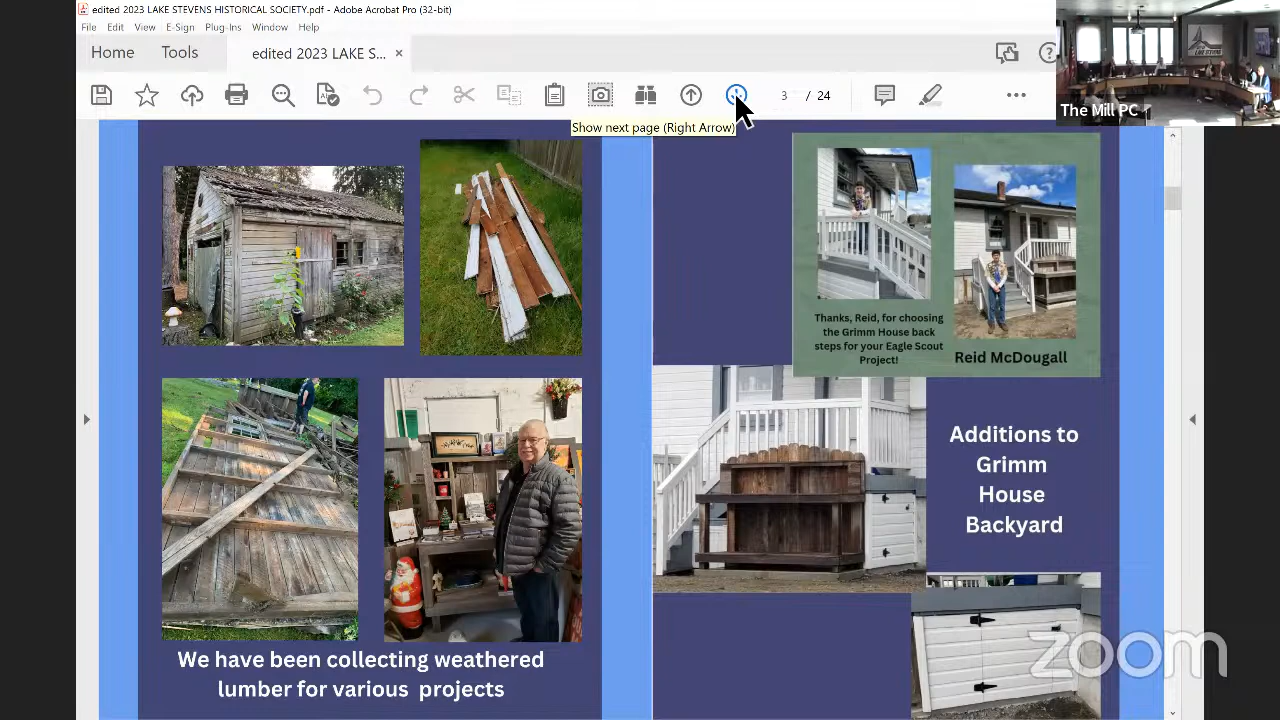 edited 2023 LAKE STEVENS HISTORICAL SOCIETY.pdf - Adobe Acrobat Pro (32-bit)
File Edit View E-Sign Plug-Ins Window Help
Home Tools edited 2023 LAKE S... ×
3 / 24
Show next page (Right Arrow)
The Mill PC
Thanks, Reid, for choosing
the Grimm House back
steps for your Eagle Scout
Project!
Reid McDougall
Additions to
Grimm
House
Backyard
We have been collecting weathered
lumber for various projects
zoom